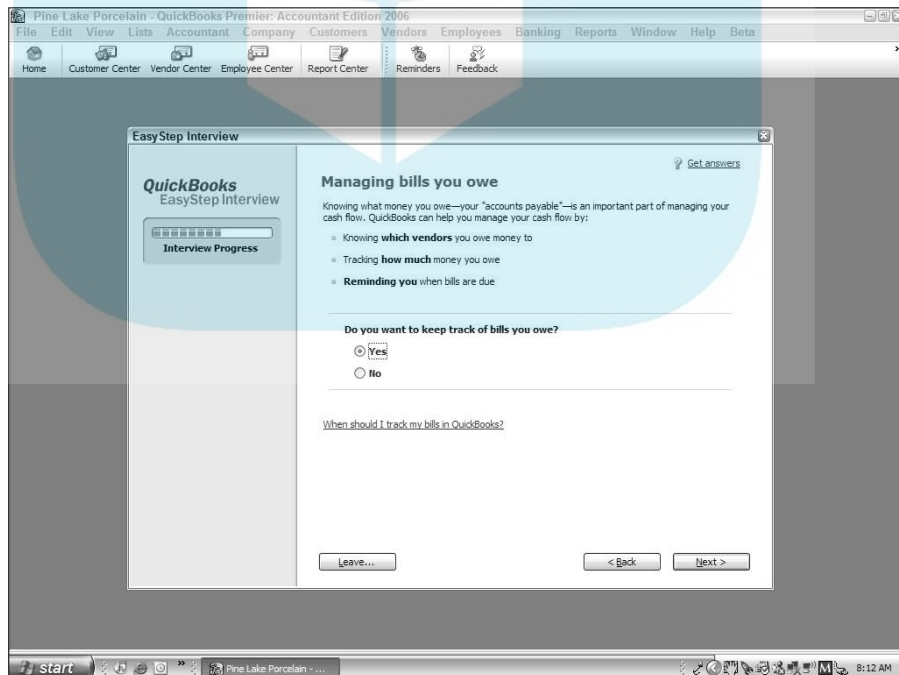 Pine Lake Porcelain - QuickBooks Premier: Accountant Edition 2006
File Edit View Lists Accountant Company Customers Vendors Employees Banking Reports Window Help Beta
Home Customer Center Vendor Center Employee Center Report Center Reminders Feedback
EasyStep Interview
Get answers
QuickBooks
EasyStep Interview
Interview Progress
Managing bills you owe
Knowing what money you owe—your "accounts payable"—is an important part of managing your
cash flow. QuickBooks can help you manage your cash flow by:
Knowing which vendors you owe money to
Tracking how much money you owe
Reminding you when bills are due
Do you want to keep track of bills you owe?
Yes
No
When should I track my bills in QuickBooks?
Leave... < Back Next >
start Pine Lake Porcelain - ... M 8:12 AM